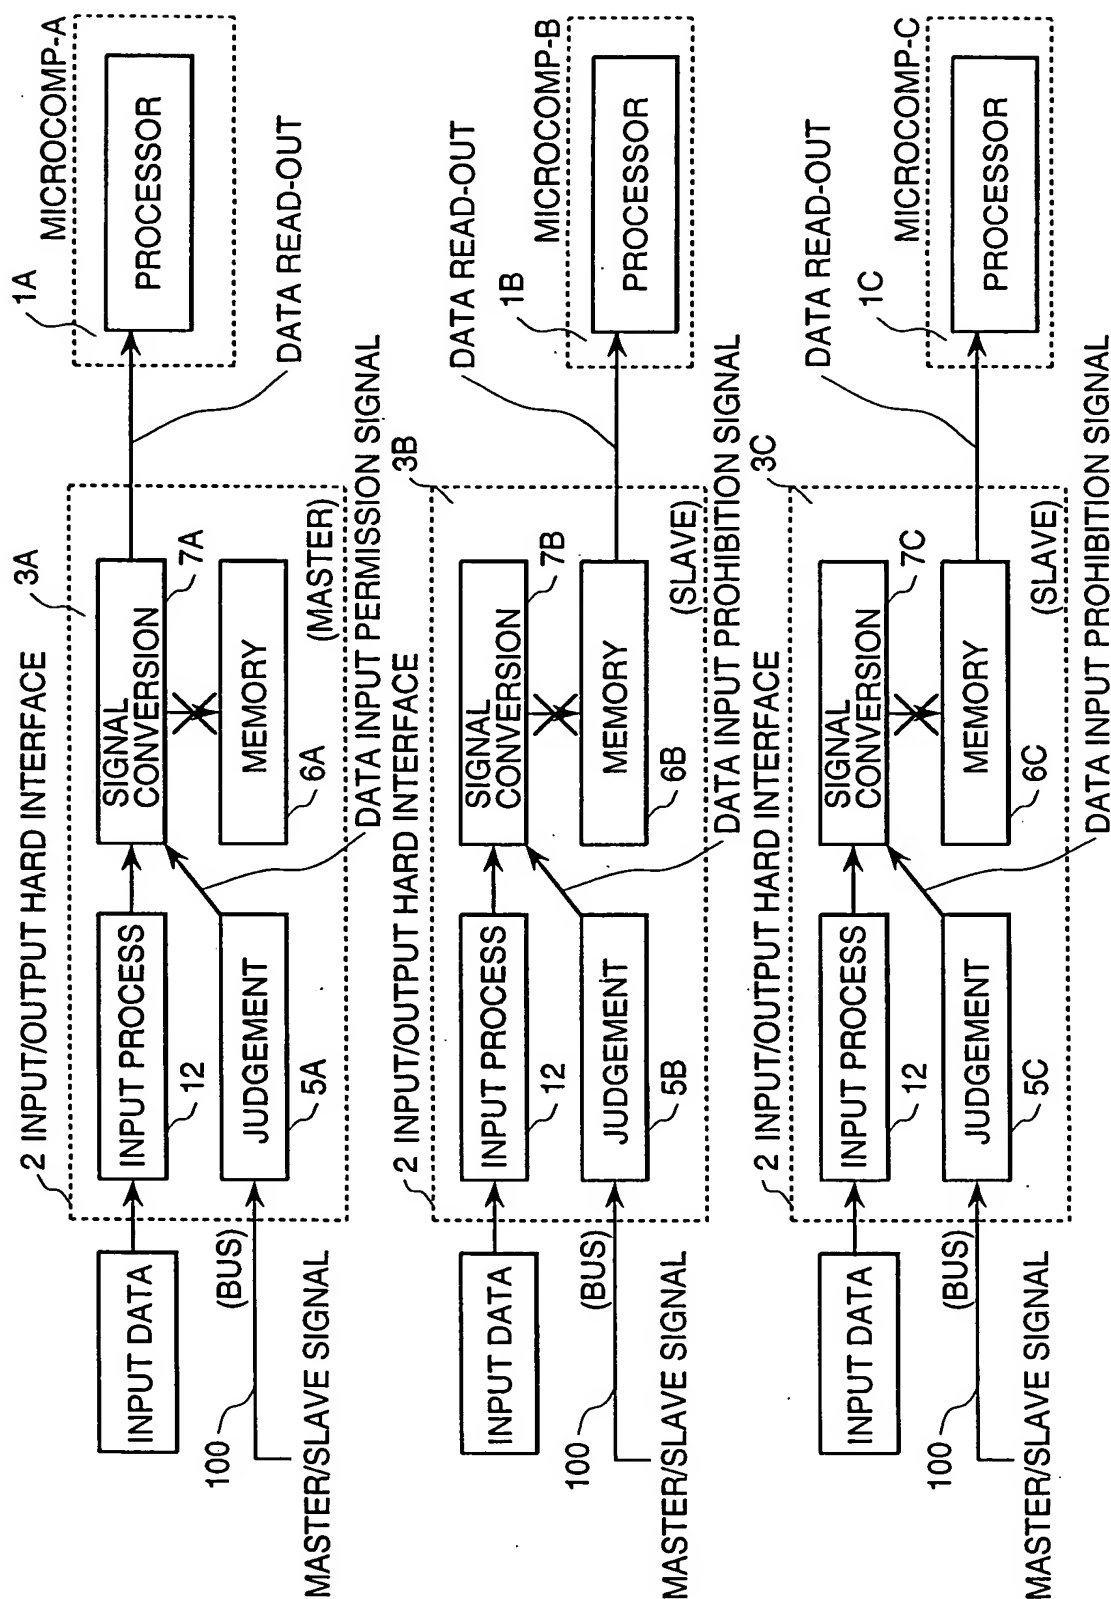 2 INPUT/OUTPUT HARD INTERFACE
3A
1A
MICROCOMP-A
INPUT DATA
INPUT PROCESS
12
SIGNAL
CONVERSION
7A
PROCESSOR
100
(BUS)
JUDGEMENT
5A
MEMORY
6A
(MASTER)
DATA READ-OUT
MASTER/SLAVE SIGNAL
DATA INPUT PERMISSION SIGNAL
2 INPUT/OUTPUT HARD INTERFACE
3B
1B
MICROCOMP-B
DATA READ-OUT
INPUT DATA
INPUT PROCESS
12
SIGNAL
CONVERSION
7B
PROCESSOR
100
(BUS)
JUDGEMENT
5B
MEMORY
6B
(SLAVE)
MASTER/SLAVE SIGNAL
DATA INPUT PROHIBITION SIGNAL
2 INPUT/OUTPUT HARD INTERFACE
3C
1C
MICROCOMP-C
DATA READ-OUT
INPUT DATA
INPUT PROCESS
12
SIGNAL
CONVERSION
7C
PROCESSOR
100
(BUS)
JUDGEMENT
5C
MEMORY
6C
(SLAVE)
MASTER/SLAVE SIGNAL
DATA INPUT PROHIBITION SIGNAL